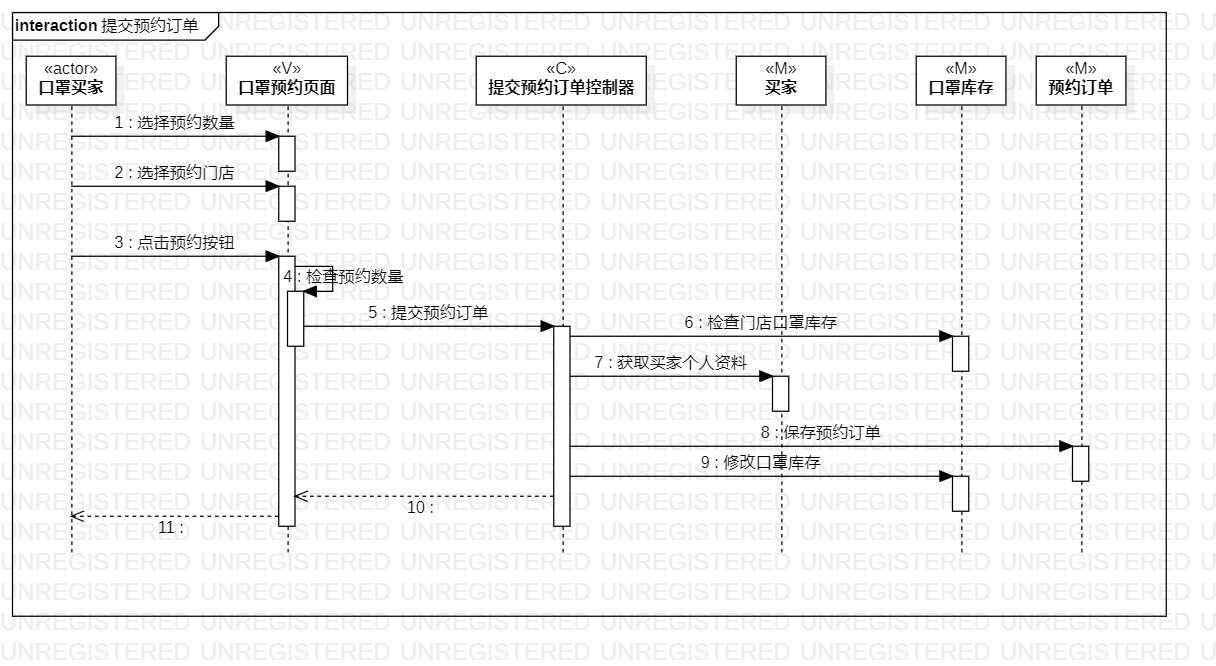 interaction 提交预约订单
«actor»
口罩买家
«V»
口罩预约页面
«C»
提交预约订单控制器
«M»
买家
«M»
口罩库存
«M»
预约订单
1 : 选择预约数量
2 : 选择预约门店
3 : 点击预约按钮
4 : 检查预约数量
5 : 提交预约订单
6 : 检查门店口罩库存
7 : 获取买家个人资料
8 : 保存预约订单
9 : 修改口罩库存
10 :
11 :
UNREGISTERED UNREGISTERED UNREGISTERED UNREGISTERED UNREGISTERED UNREGISTERED